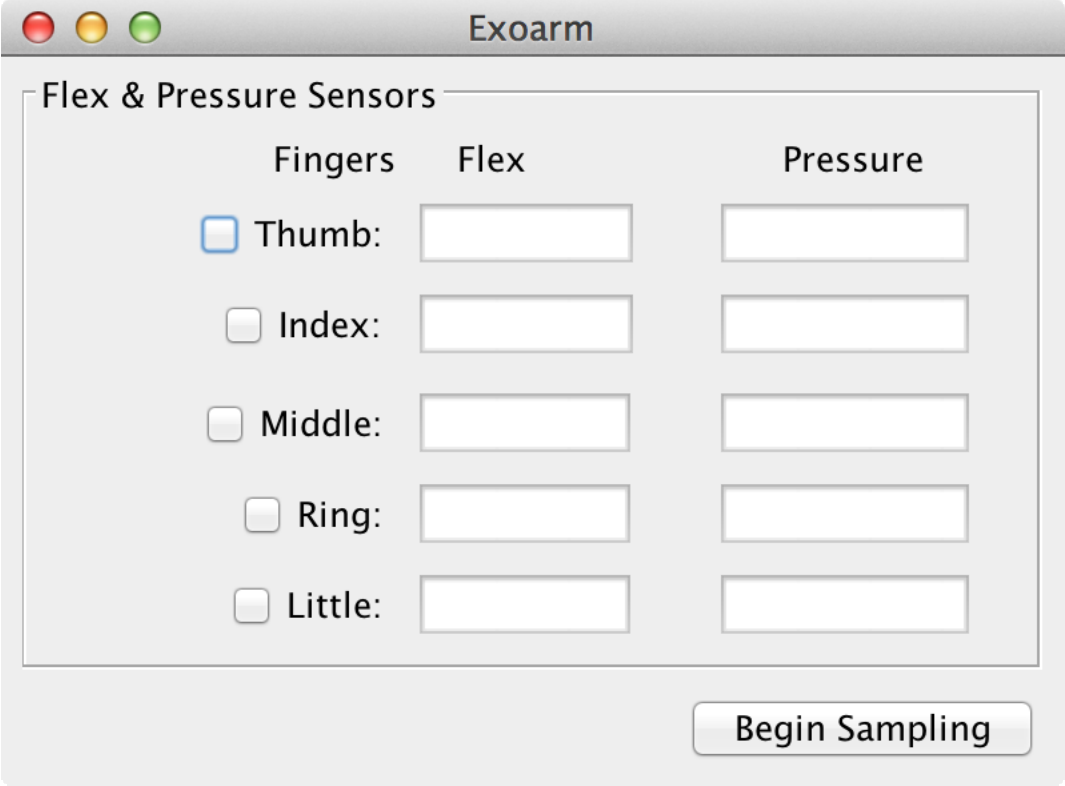 Exoarm
Flex & Pressure Sensors
Fingers Flex Pressure
Thumb:
Index:
Middle:
Ring:
Little:
Begin Sampling